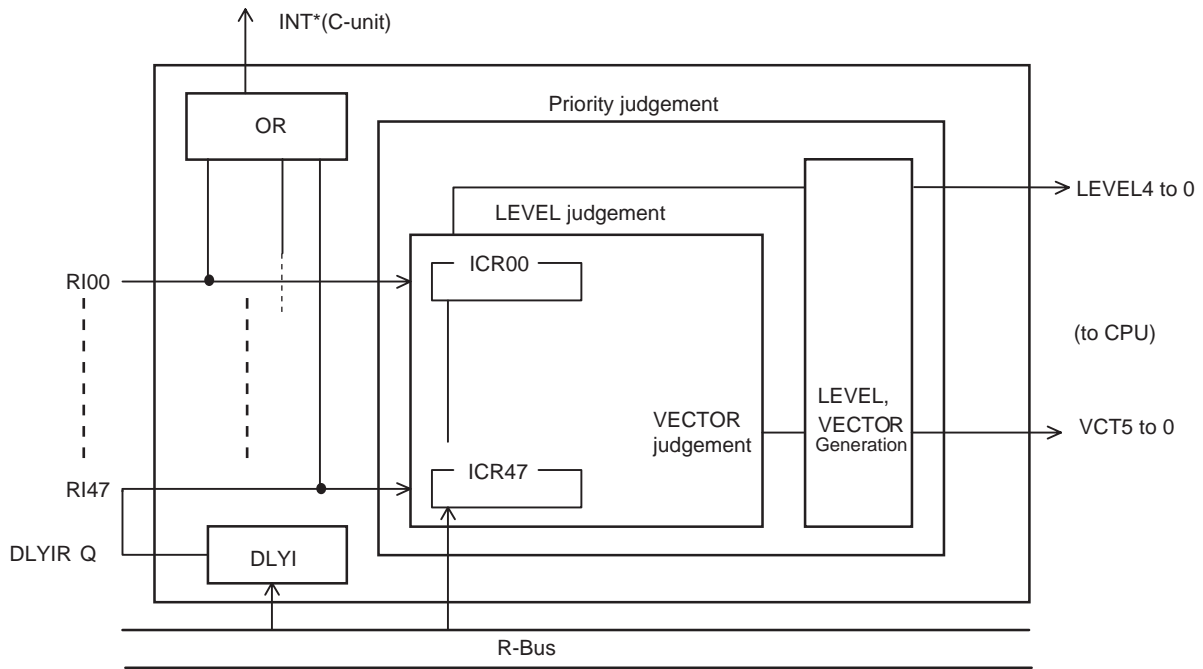 INT*(C-unit)
OR
Priority judgement
LEVEL4 to 0
LEVEL judgement
ICR00
RI00
(to CPU)
LEVEL,
VECTOR
Generation
VECTOR
judgement
VCT5 to 0
ICR47
RI47
DLYIR Q
DLYI
R-Bus